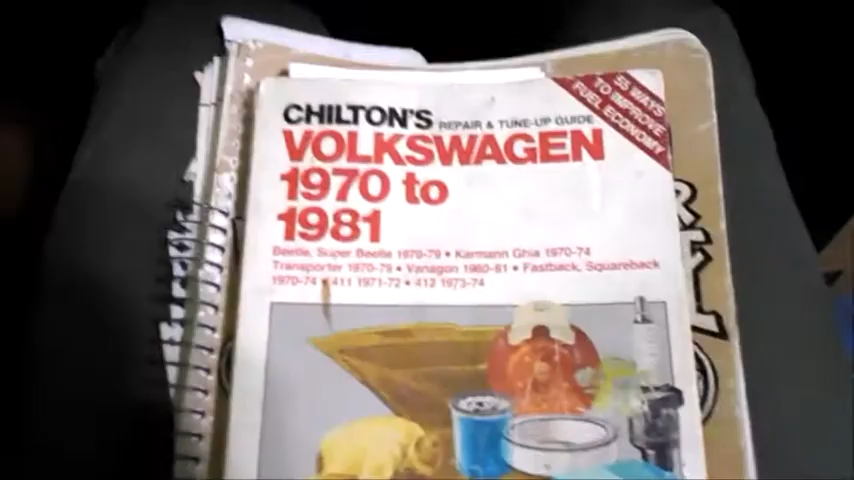 CHILTON'S REPAIR & TUNE-UP GUIDE
VOLKSWAGEN
1970 to
1981
Beetle, Super Beetle 1970-79 • Karmann Ghia 1970-74
Transporter 1970-79 • Vanagon 1980-81 • Fastback, Squareback
1970-74 • 411 1971-72 • 412 1973-74
55 WAYS
TO IMPROVE
FUEL ECONOMY